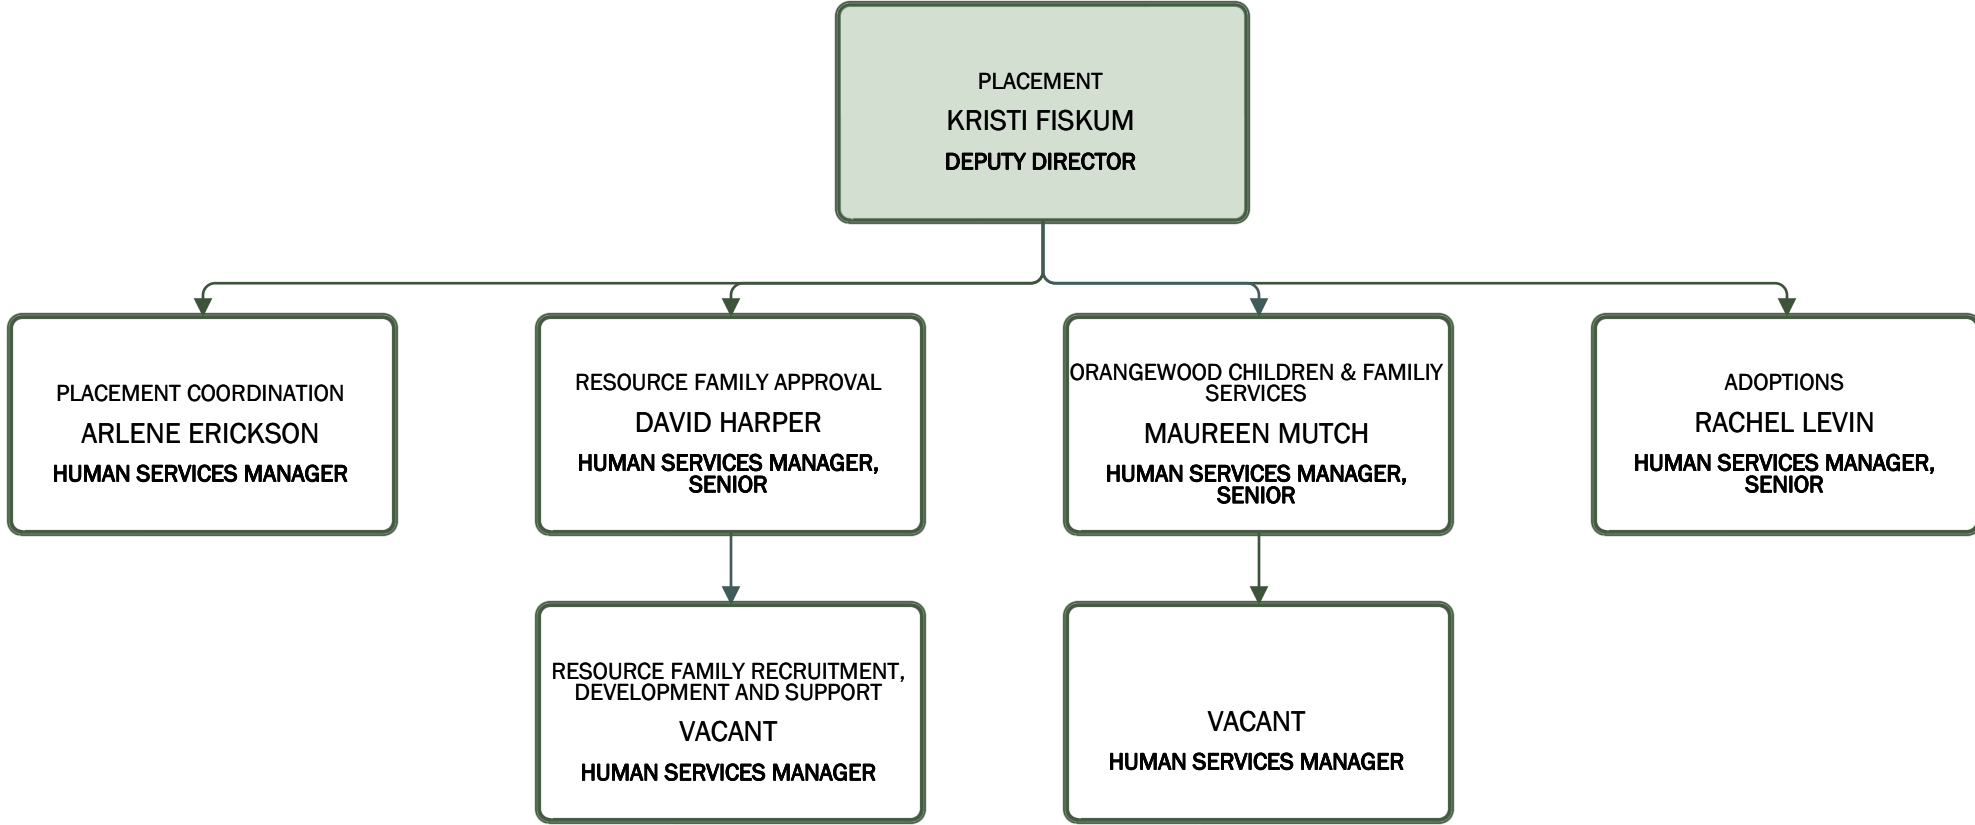 PLACEMENT
KRISTI FISKUM
DEPUTY DIRECTOR
PLACEMENT COORDINATION
ARLENE ERICKSON
HUMAN SERVICES MANAGER
RESOURCE FAMILY APPROVAL
DAVID HARPER
HUMAN SERVICES MANAGER,
SENIOR
ORANGEWOOD CHILDREN & FAMILIY
SERVICES
MAUREEN MUTCH
HUMAN SERVICES MANAGER,
SENIOR
ADOPTIONS
RACHEL LEVIN
HUMAN SERVICES MANAGER,
SENIOR
RESOURCE FAMILY RECRUITMENT,
DEVELOPMENT AND SUPPORT
VACANT
HUMAN SERVICES MANAGER
VACANT
HUMAN SERVICES MANAGER